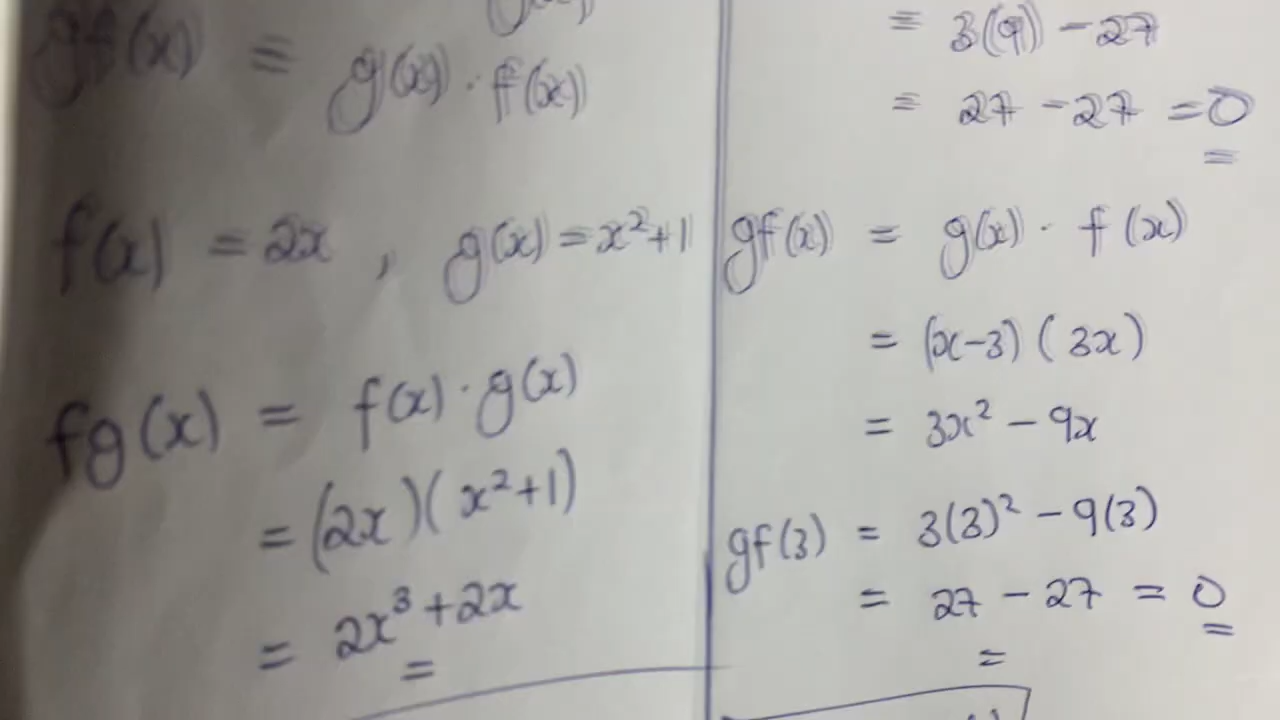 gf(x) = g(x) · f(x)
f(x) = 2x , g(x) = x²+1
fg(x) = f(x) · g(x)
= (2x)(x²+1)
= 2x³+2x
= 3(9) - 27
= 27 - 27 = 0
gf(x) = g(x) · f(x)
= (x-3) (3x)
= 3x² - 9x
gf(3) = 3(3)² - 9(3)
= 27 - 27 = 0